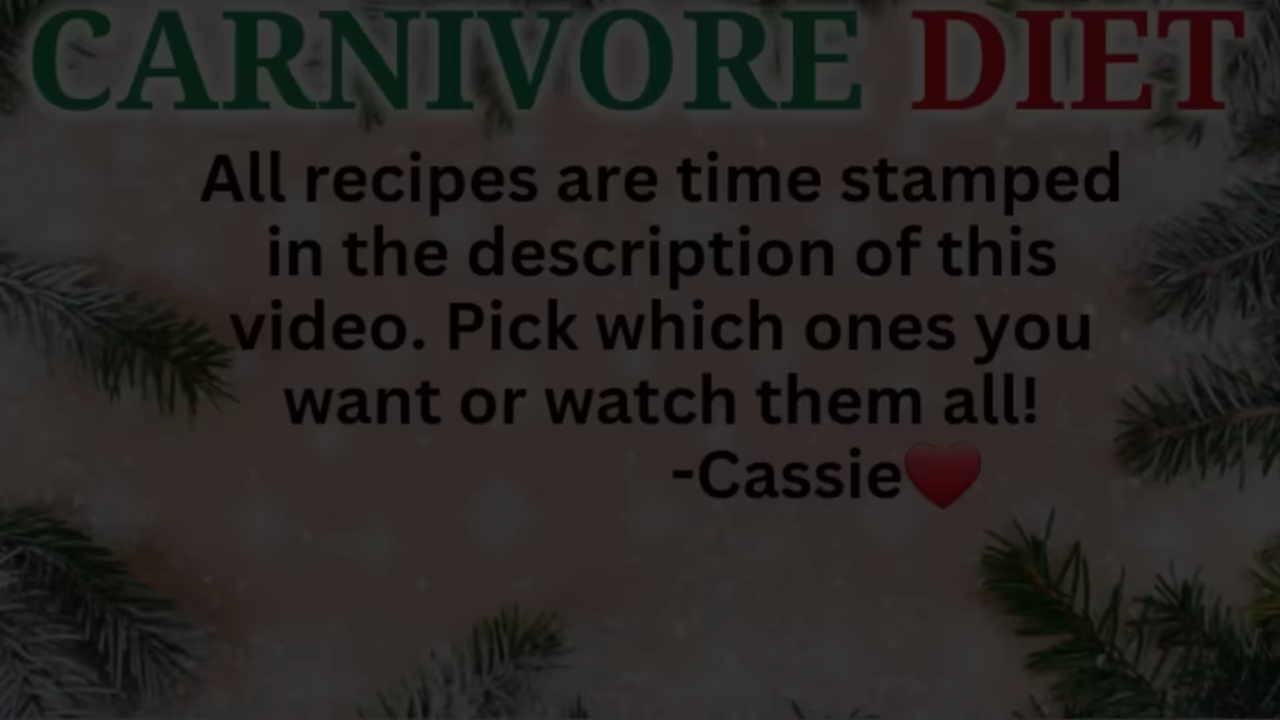 CARNIVORE DIET
All recipes are time stamped
in the description of this
video. Pick which ones you
want or watch them all!
-Cassie❤️